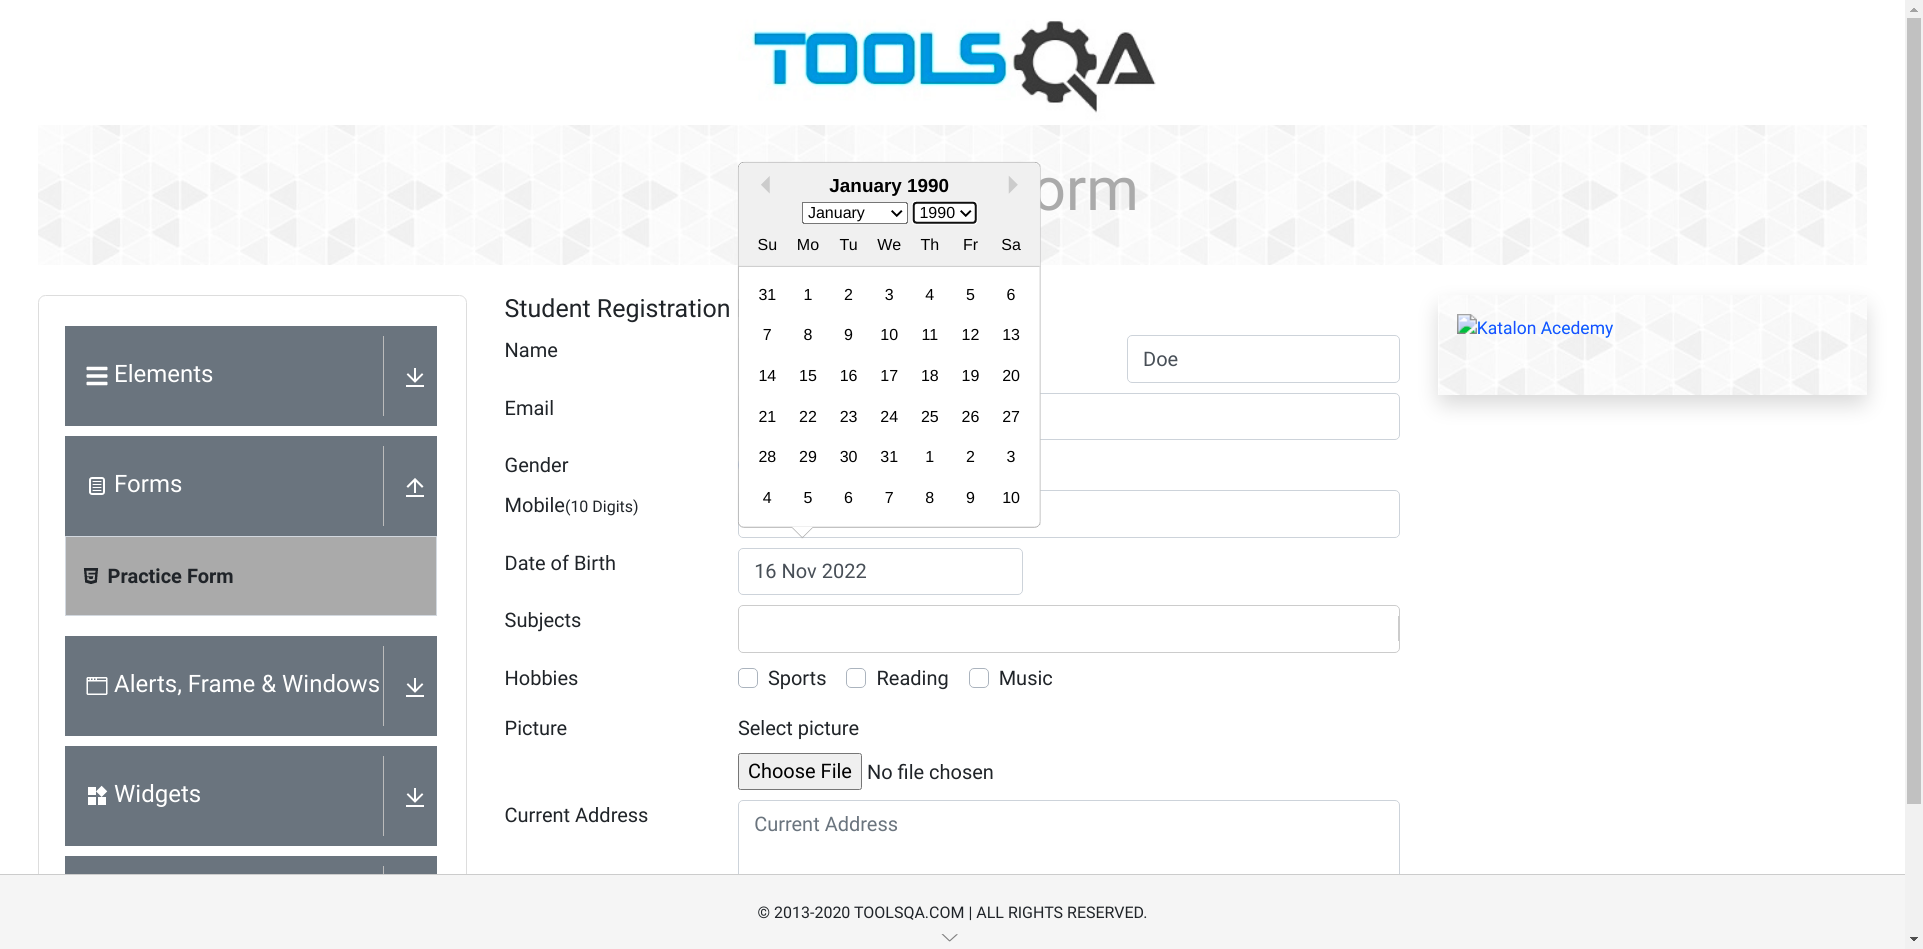 TOOLSQA
orm
January 1990
January 1990
Su Mo Tu We Th Fr Sa
31 1 2 3 4 5 6
7 8 9 10 11 12 13
14 15 16 17 18 19 20
21 22 23 24 25 26 27
28 29 30 31 1 2 3
4 5 6 7 8 9 10
Elements
Forms
Practice Form
Alerts, Frame & Windows
Widgets
Student Registration
Name
Doe
Email
Gender
Mobile(10 Digits)
Date of Birth
16 Nov 2022
Subjects
Hobbies
Sports Reading Music
Picture
Select picture
Choose File No file chosen
Current Address
Current Address
Katalon Acedemy
© 2013-2020 TOOLSQA.COM | ALL RIGHTS RESERVED.